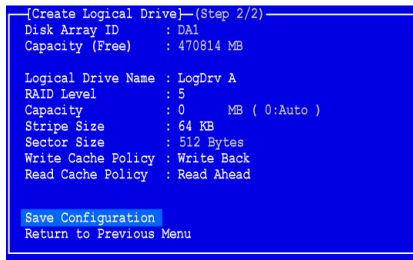 [Create Logical Drive]—(Step 2/2)
Disk Array ID : DA1
Capacity (Free) : 470814 MB
Logical Drive Name : LogDrv A
RAID Level : 5
Capacity : 0 MB ( 0:Auto )
Stripe Size : 64 KB
Sector Size : 512 Bytes
Write Cache Policy : Write Back
Read Cache Policy : Read Ahead
Save Configuration
Return to Previous Menu